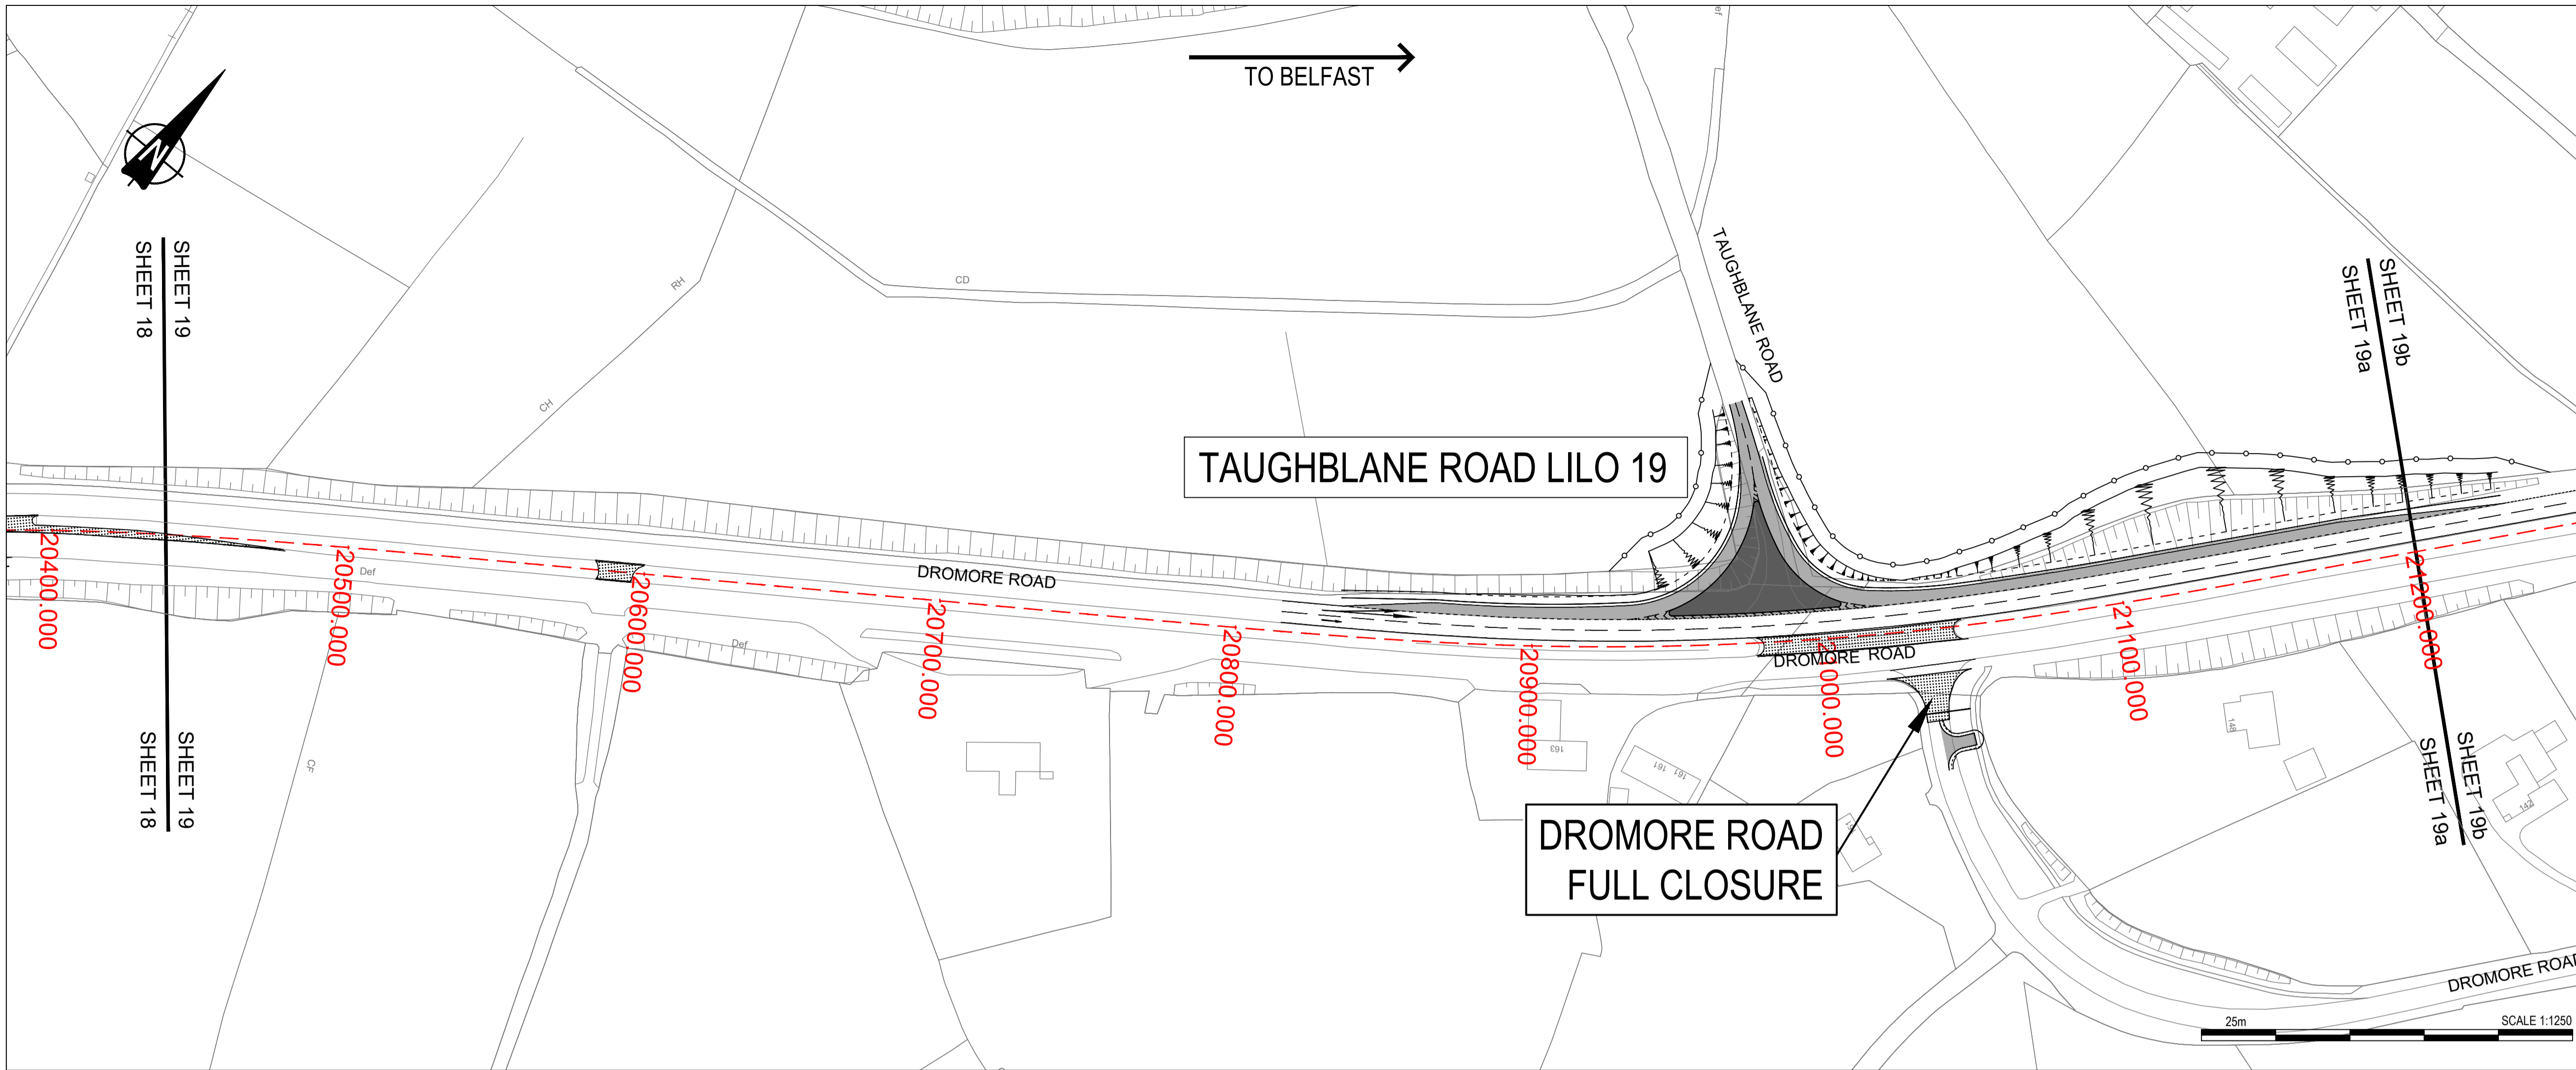 ef
TO BELFAST
N
SHEET 19
SHEET 18
TAUGHBLANE ROAD
SHEET 19b
SHEET 19a
RH
CD
CH
TAUGHBLANE ROAD LILO 19
20400.000
20500.000
Def
20600.000
DROMORE ROAD
20700.000
Def
20800.000
20900.000
DROMORE ROAD
21000.000
21100.000
21200.000
SHEET 19
SHEET 18
CF
163
161
161
148
142
SHEET 19b
SHEET 19a
DROMORE ROAD
FULL CLOSURE
DROMORE ROAD
25m
SCALE 1:1250